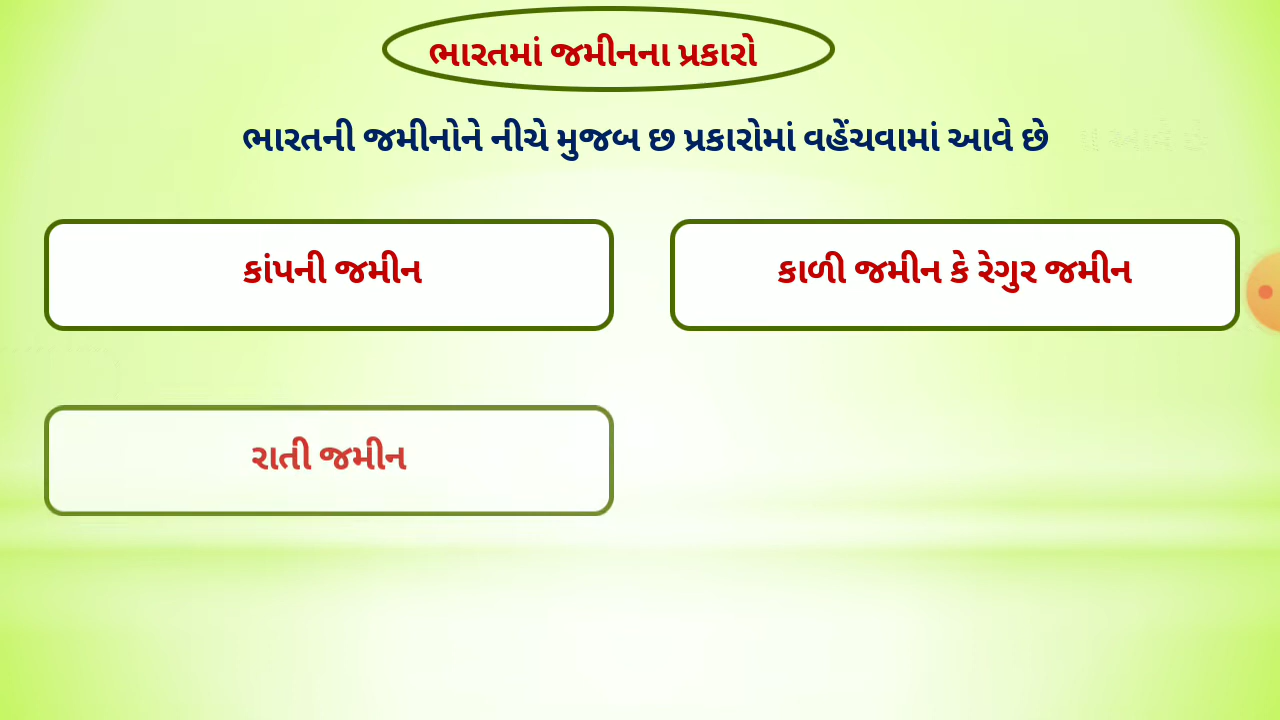 ભારતમાં જમીનના પ્રકારો
ભારતની જમીનોને નીચે મુજબ છ પ્રકારોમાં વહેંચવામાં આવે છે
કાંપની જમીન
કાળી જમીન કે રેગુર જમીન
રાતી જમીન